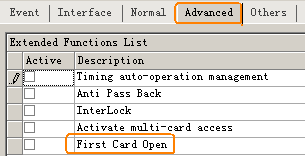 Event Interface Normal Advanced Others
Extended Functions List
Active Description
Timing auto-operation management
Anti Pass Back
InterLock
Activate multi-card access
First Card Open